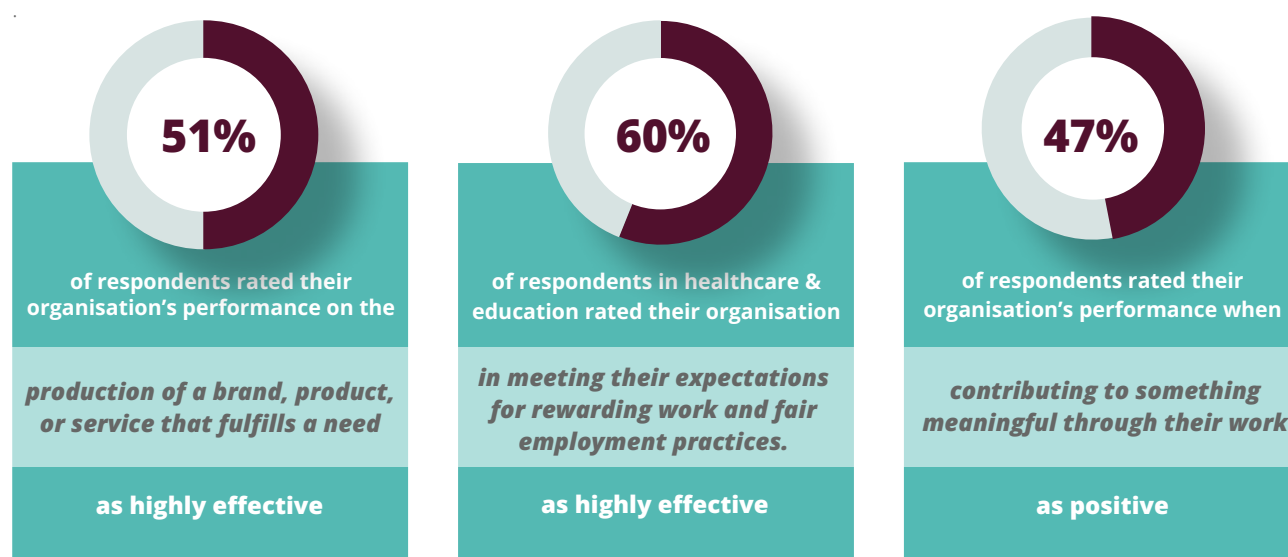 51%
of respondents rated their
organisation’s performance on the
production of a brand, product,
or service that fulfills a need
as highly effective
60%
of respondents in healthcare &
education rated their organisation
in meeting their expectations
for rewarding work and fair
employment practices.
as highly effective
47%
of respondents rated their
organisation’s performance when
contributing to something
meaningful through their work
as positive